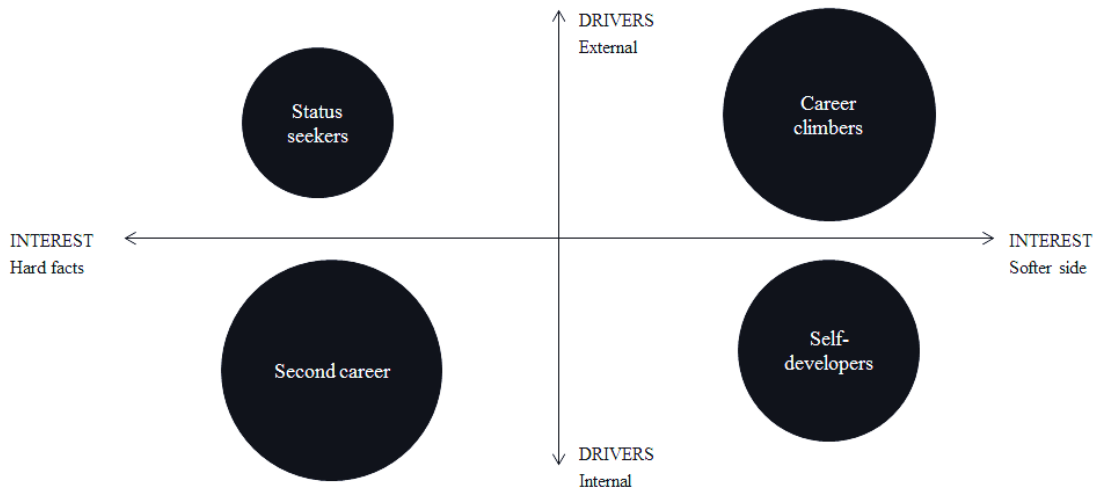 DRIVERS
External
Status
seekers
Career
climbers
INTEREST
Hard facts
INTEREST
Softer side
Second career
Self-
developers
DRIVERS
Internal